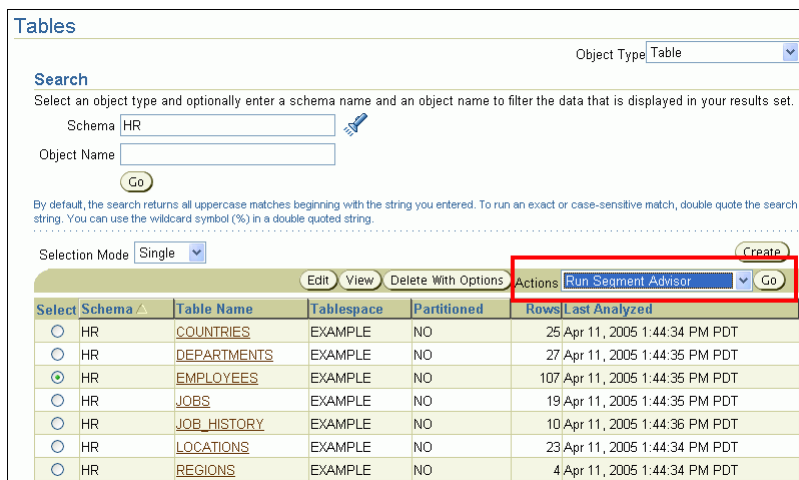 Tables
Object Type Table
Search
Select an object type and optionally enter a schema name and an object name to filter the data that is displayed in your results set.
Schema HR
Object Name
Go
By default, the search returns all uppercase matches beginning with the string you entered. To run an exact or case-sensitive match, double quote the search
string. You can use the wildcard symbol (%) in a double quoted string.
Selection Mode Single Create
Edit View Delete With Options Actions Run Segment Advisor Go
Select Schema Table Name Tablespace Partitioned Rows Last Analyzed
HR COUNTRIES EXAMPLE NO 25 Apr 11, 2005 1:44:34 PM PDT
HR DEPARTMENTS EXAMPLE NO 27 Apr 11, 2005 1:44:35 PM PDT
HR EMPLOYEES EXAMPLE NO 107 Apr 11, 2005 1:44:35 PM PDT
HR JOBS EXAMPLE NO 19 Apr 11, 2005 1:44:35 PM PDT
HR JOB_HISTORY EXAMPLE NO 10 Apr 11, 2005 1:44:36 PM PDT
HR LOCATIONS EXAMPLE NO 23 Apr 11, 2005 1:44:34 PM PDT
HR REGIONS EXAMPLE NO 4 Apr 11, 2005 1:44:34 PM PDT